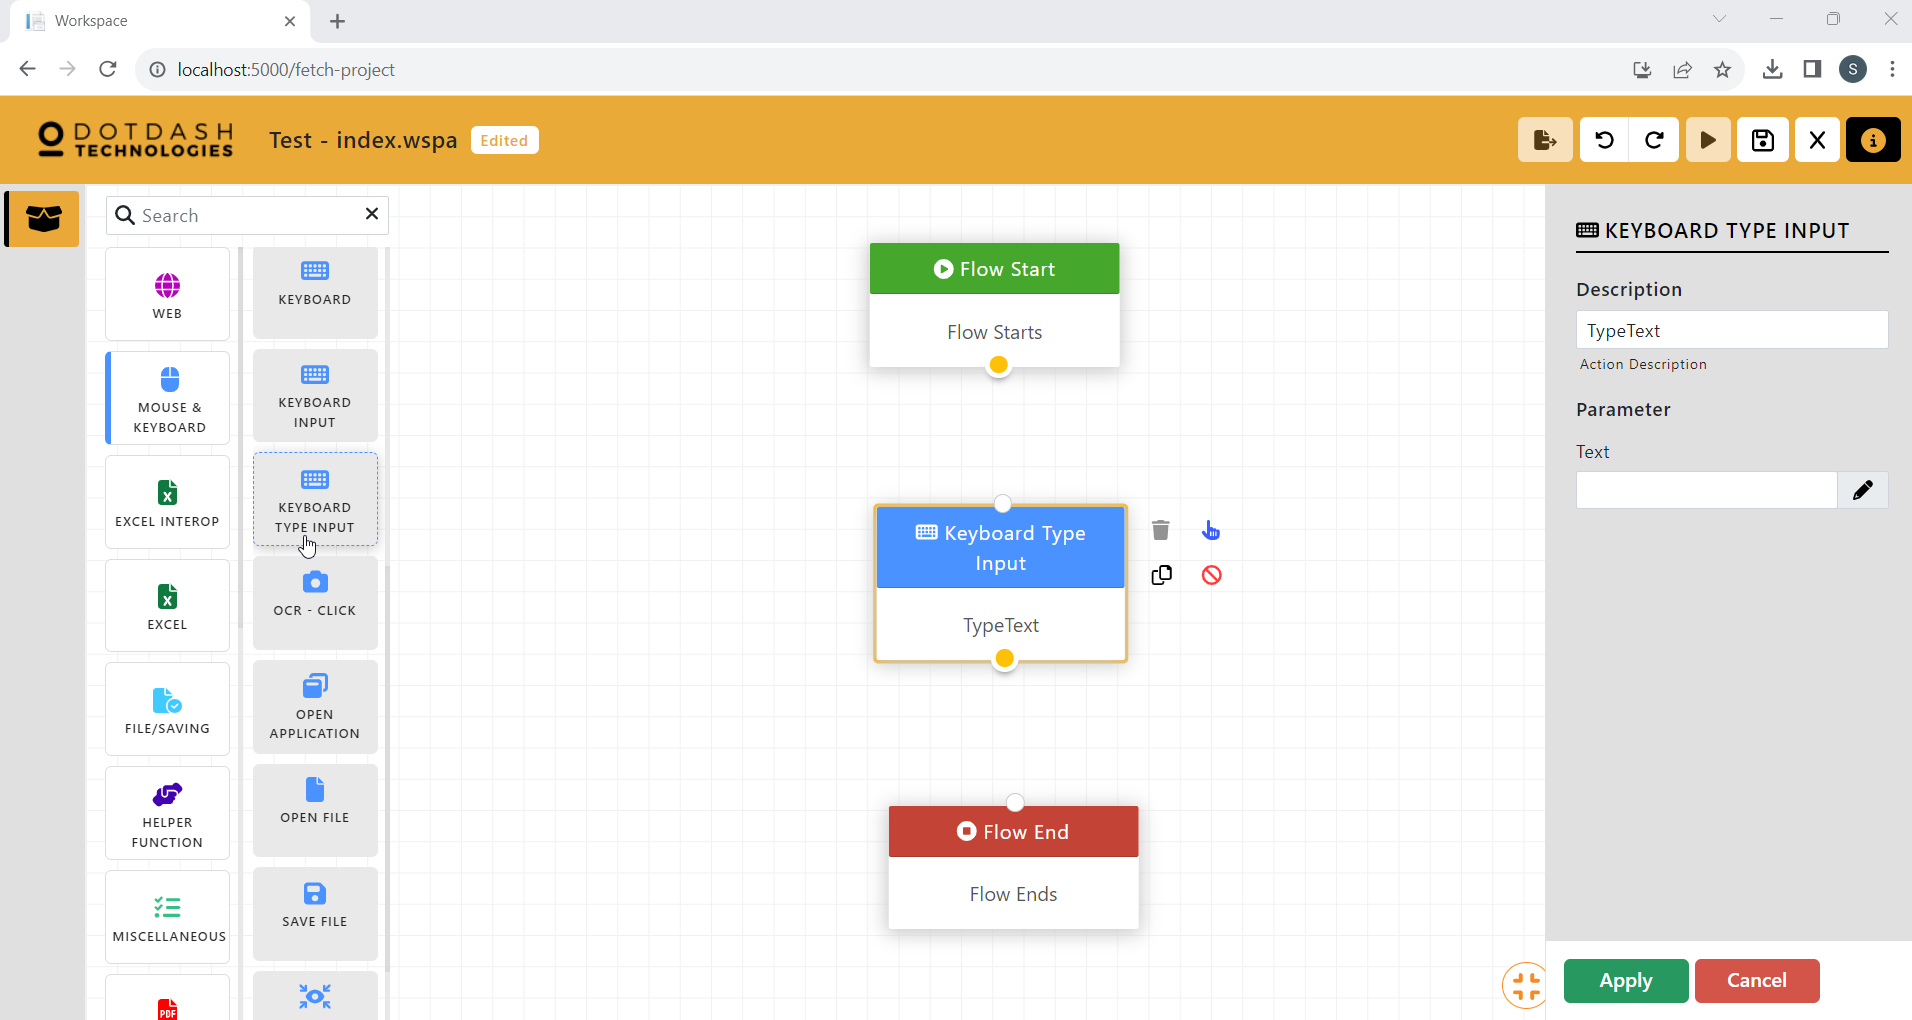 Workspace
localhost:5000/fetch-project
S
DOTDASH
TECHNOLOGIES
Test - index.wspa
Edited
Search
WEB
MOUSE &
KEYBOARD
EXCEL INTEROP
EXCEL
FILE/SAVING
HELPER
FUNCTION
MISCELLANEOUS
PDF
KEYBOARD
KEYBOARD
INPUT
KEYBOARD
TYPE INPUT
OCR - CLICK
OPEN
APPLICATION
OPEN FILE
SAVE FILE
Flow Start
Flow Starts
Keyboard Type
Input
TypeText
Flow End
Flow Ends
KEYBOARD TYPE INPUT
Description
TypeText
Action Description
Parameter
Text
Apply
Cancel